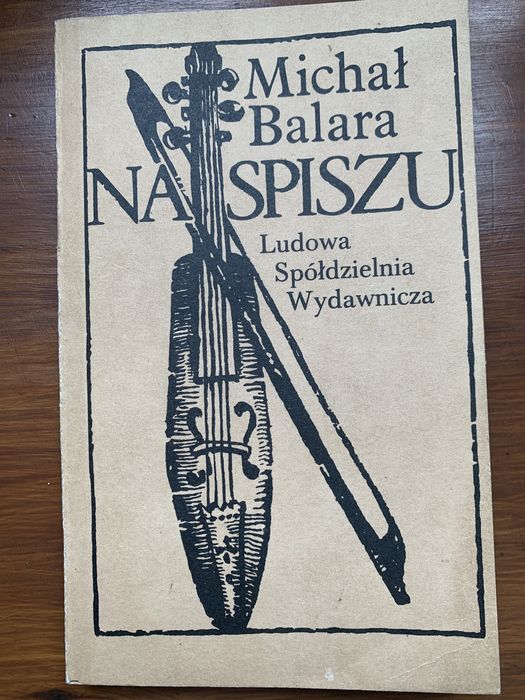 Michał
Balara
NA SPISZU
Ludowa
Spółdzielnia
Wydawnicza